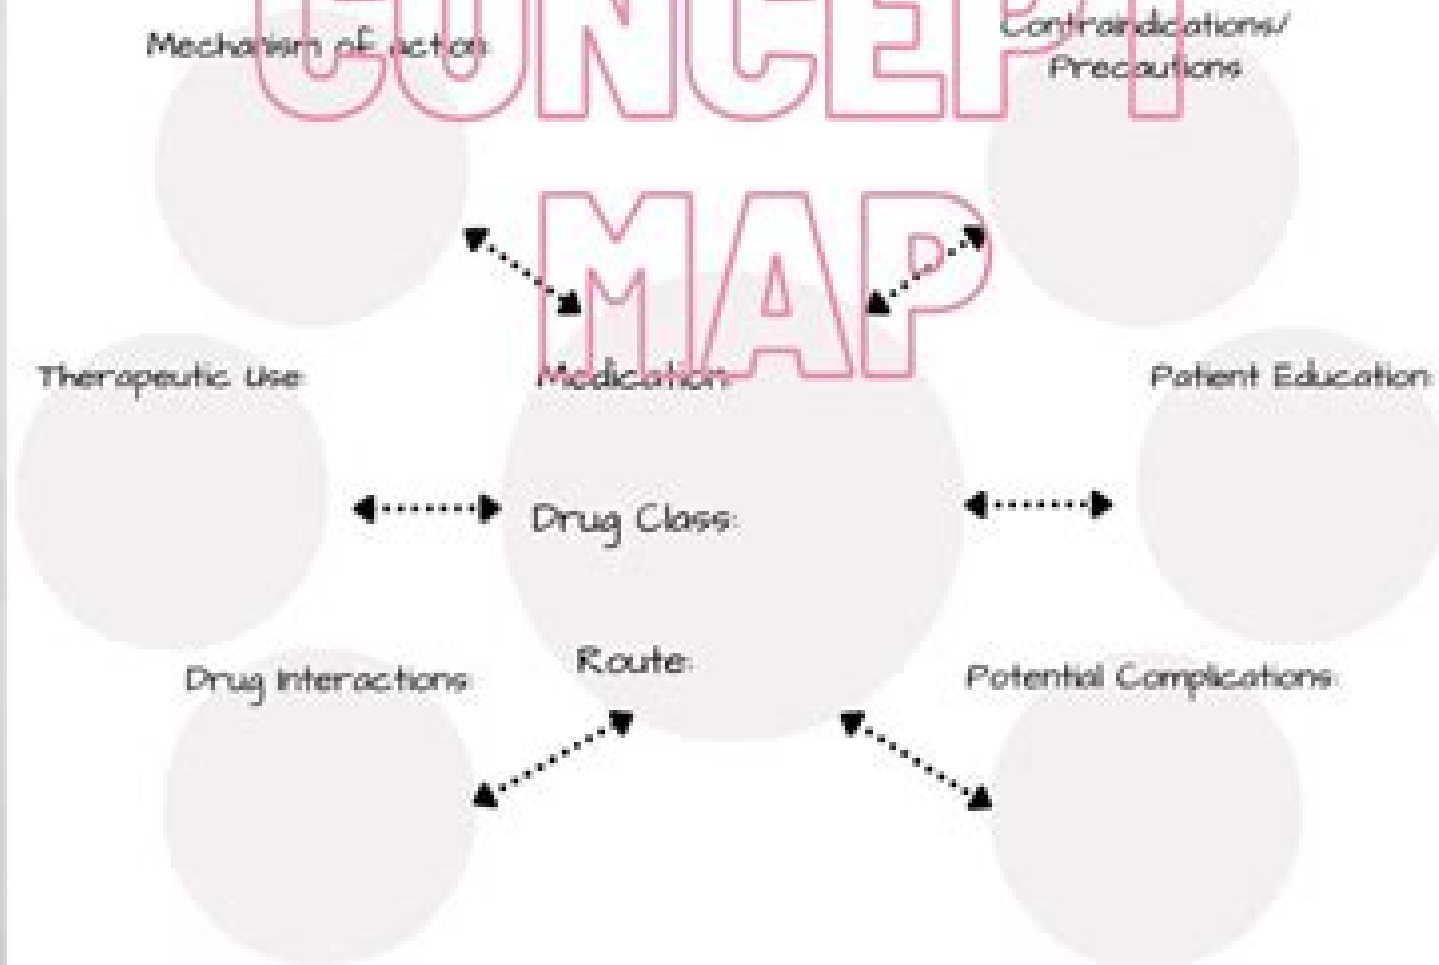 CONCEPT
MAP
Mechanism of action:
Contraindications/
Precautions
Therapeutic Use:
Medication:
Patient Education:
Drug Class:
Route:
Drug Interactions:
Potential Complications: